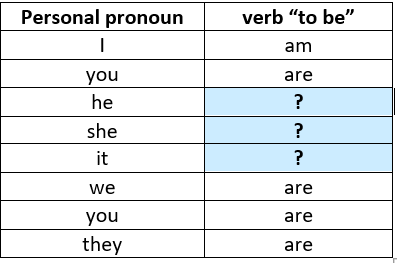 Personal pronoun verb “to be”
I am
you are
he ?
she ?
it ?
we are
you are
they are